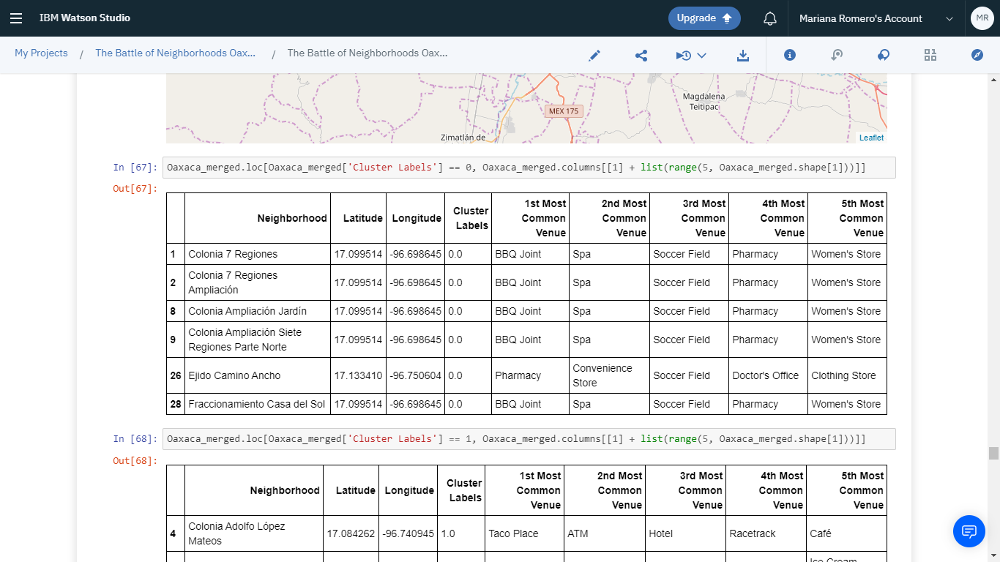 IBM Watson Studio
Upgrade
Mariana Romero's Account
MR
My Projects / The Battle of Neighborhoods Oax... / The Battle of Neighborhoods Oax...
Magdalena
Teitipac
MEX 175
Zimatlán de
Leaflet
In [67]: Oaxaca_merged.loc[Oaxaca_merged['Cluster Labels'] == 0, Oaxaca_merged.columns[[1] + list(range(5, Oaxaca_merged.shape[1]))]]
Out[67]:
Neighborhood Latitude Longitude Cluster Labels 1st Most Common Venue 2nd Most Common Venue 3rd Most Common Venue 4th Most Common Venue 5th Most Common Venue
1 Colonia 7 Regiones 17.099514 -96.698645 0.0 BBQ Joint Spa Soccer Field Pharmacy Women's Store
2 Colonia 7 Regiones Ampliación 17.099514 -96.698645 0.0 BBQ Joint Spa Soccer Field Pharmacy Women's Store
8 Colonia Ampliación Jardín 17.099514 -96.698645 0.0 BBQ Joint Spa Soccer Field Pharmacy Women's Store
9 Colonia Ampliación Siete Regiones Parte Norte 17.099514 -96.698645 0.0 BBQ Joint Spa Soccer Field Pharmacy Women's Store
26 Ejido Camino Ancho 17.133410 -96.750604 0.0 Pharmacy Convenience Store Soccer Field Doctor's Office Clothing Store
28 Fraccionamiento Casa del Sol 17.099514 -96.698645 0.0 BBQ Joint Spa Soccer Field Pharmacy Women's Store
In [68]: Oaxaca_merged.loc[Oaxaca_merged['Cluster Labels'] == 1, Oaxaca_merged.columns[[1] + list(range(5, Oaxaca_merged.shape[1]))]]
Out[68]:
Neighborhood Latitude Longitude Cluster Labels 1st Most Common Venue 2nd Most Common Venue 3rd Most Common Venue 4th Most Common Venue 5th Most Common Venue
4 Colonia Adolfo López Mateos 17.084262 -96.740945 1.0 Taco Place ATM Hotel Racetrack Café
Ice Cream